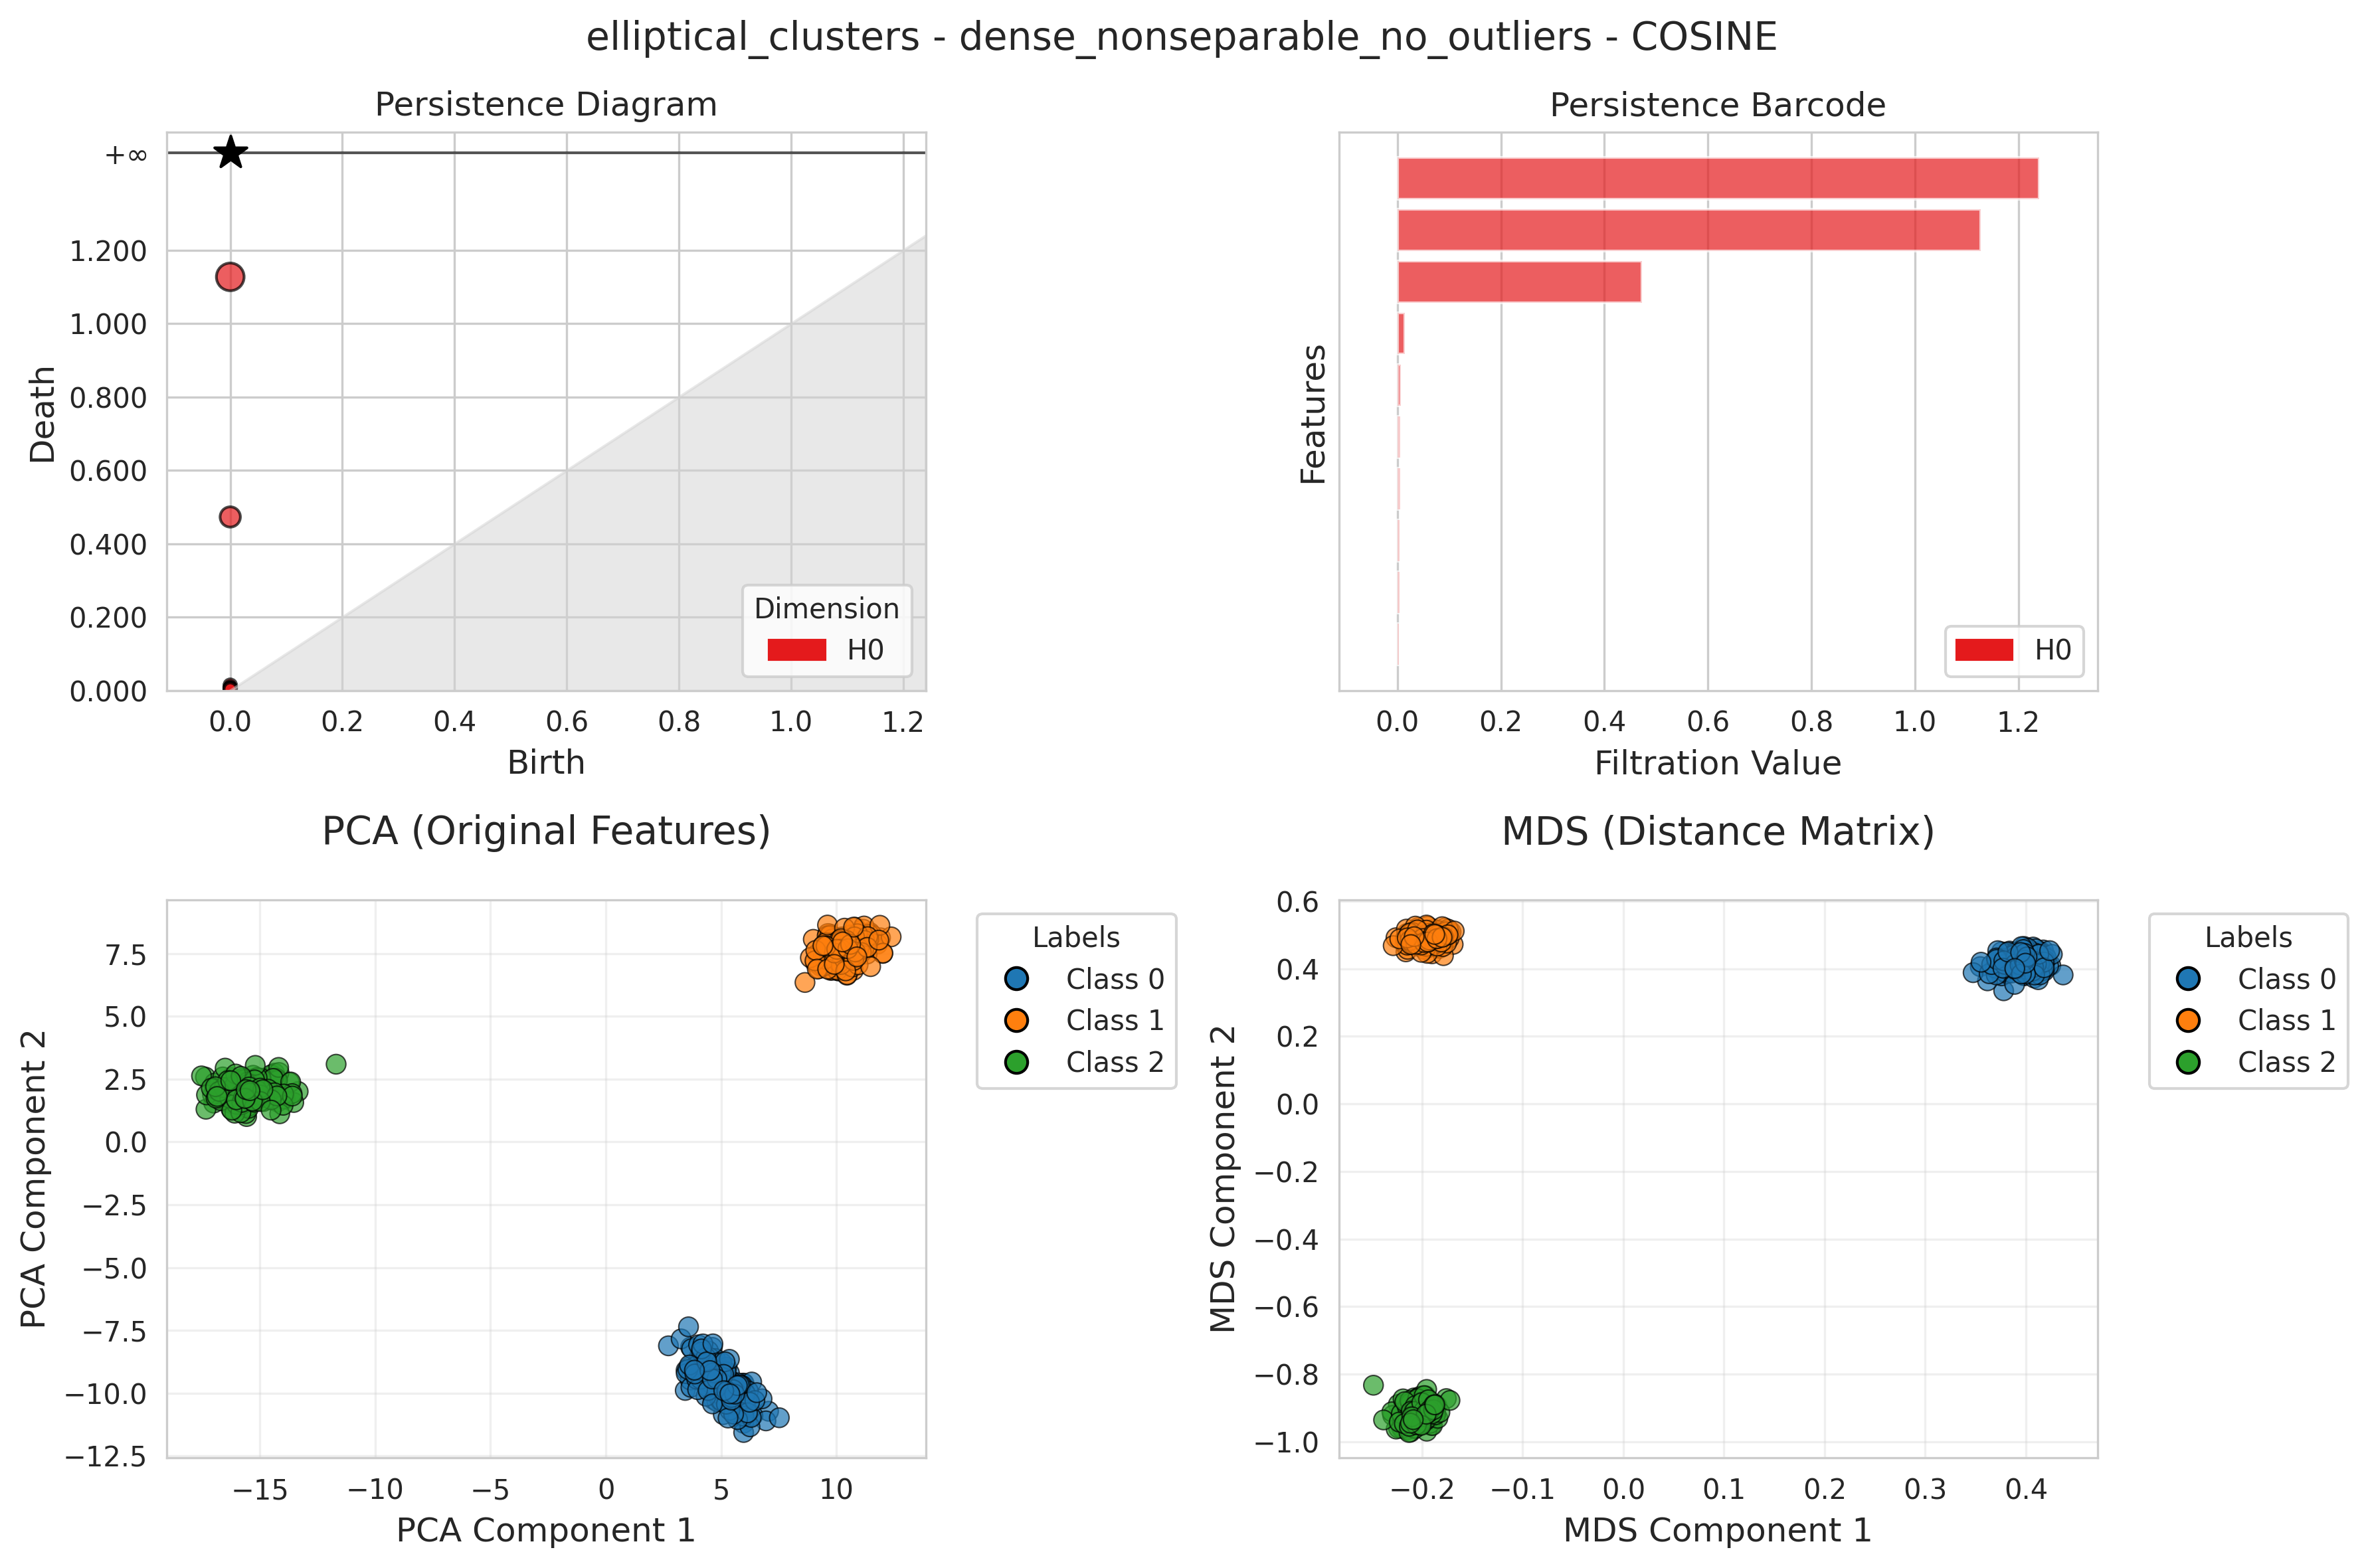 elliptical_clusters - dense_nonseparable_no_outliers - COSINE
Persistence Diagram
+∞
1.200
1.000
0.800
0.600
0.400
0.200
0.000
Death
0.0 0.2 0.4 0.6 0.8 1.0 1.2
Birth
Dimension
H0
Persistence Barcode
Features
0.0 0.2 0.4 0.6 0.8 1.0 1.2
Filtration Value
H0
PCA (Original Features)
7.5
5.0
2.5
0.0
−2.5
−5.0
−7.5
−10.0
−12.5
PCA Component 2
−15 −10 −5 0 5 10
PCA Component 1
Labels
Class 0
Class 1
Class 2
MDS (Distance Matrix)
0.6
0.4
0.2
0.0
−0.2
−0.4
−0.6
−0.8
−1.0
MDS Component 2
−0.2 −0.1 0.0 0.1 0.2 0.3 0.4
MDS Component 1
Labels
Class 0
Class 1
Class 2